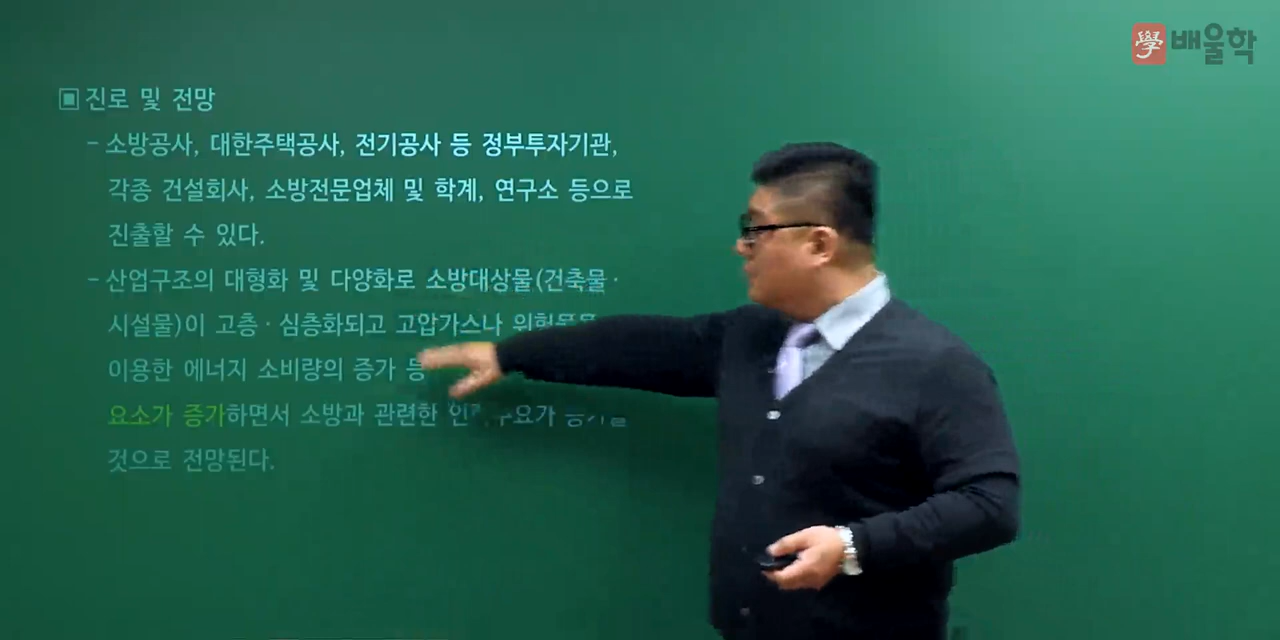 學 배울학
▣ 진로 및 전망
- 소방공사, 대한주택공사, 전기공사 등 정부투자기관,
각종 건설회사, 소방전문업체 및 학계, 연구소 등으로
진출할 수 있다.
- 산업구조의 대형화 및 다양화로 소방대상물(건축물·
시설물)이 고층·심층화되고 고압가스나
이용한 에너지 소비량의 증가 등
요소가 증가하면서 소방과 관련한
것으로 전망된다.